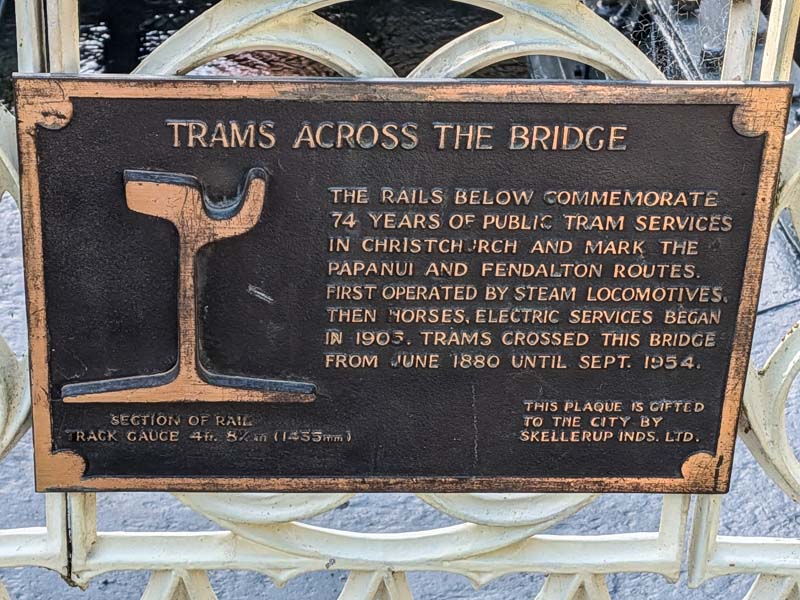 TRAMS ACROSS THE BRIDGE
THE RAILS BELOW COMMEMORATE
74 YEARS OF PUBLIC TRAM SERVICES
IN CHRISTCHURCH AND MARK THE
PAPANUI AND FENDALTON ROUTES.
FIRST OPERATED BY STEAM LOCOMOTIVES,
THEN HORSES, ELECTRIC SERVICES BEGAN
IN 1905. TRAMS CROSSED THIS BRIDGE
FROM JUNE 1880 UNTIL SEPT. 1954.
SECTION OF RAIL
TRACK GAUGE 4ft. 8½in (1435mm)
THIS PLAQUE IS GIFTED
TO THE CITY BY
SKELLERUP INDS. LTD.